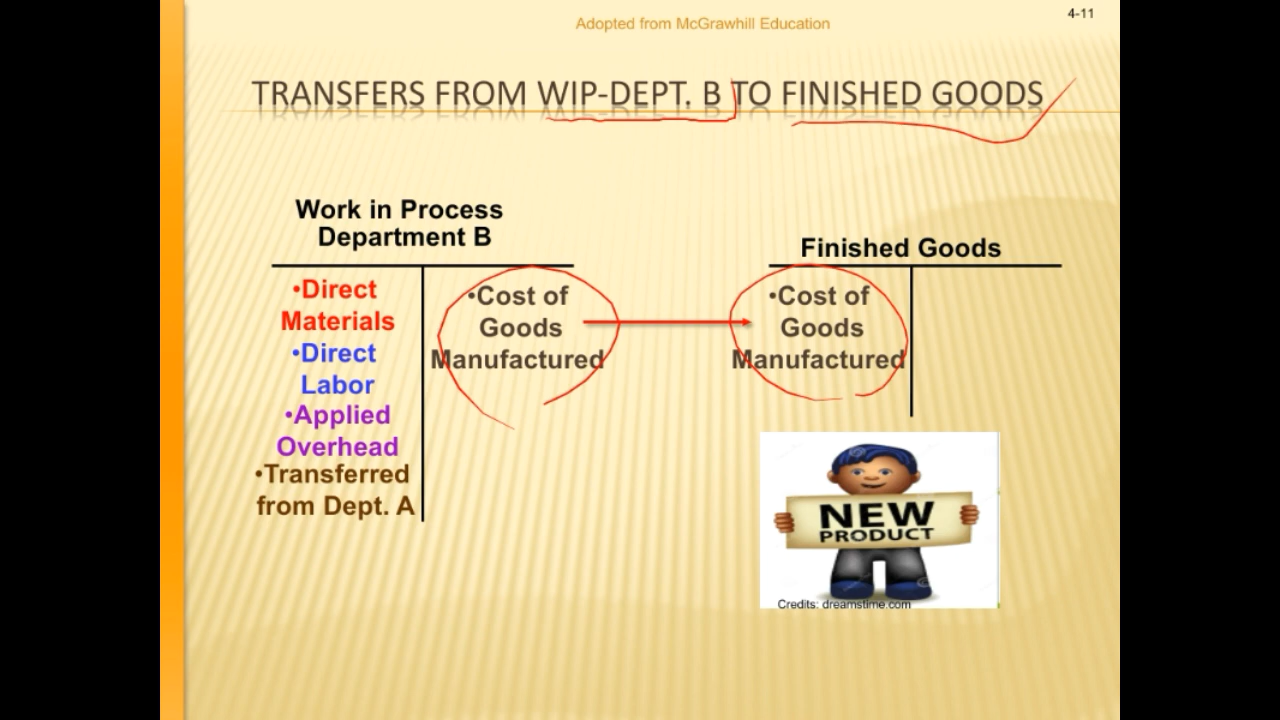 Adopted from McGrawhill Education
4-11
TRANSFERS FROM WIP-DEPT. B TO FINISHED GOODS
Work in Process
Department B
•Direct
Materials
•Direct
Labor
•Applied
Overhead
•Transferred
from Dept. A
•Cost of
Goods
Manufactured
Finished Goods
•Cost of
Goods
Manufactured
NEW
PRODUCT
Credits: dreamstime.com